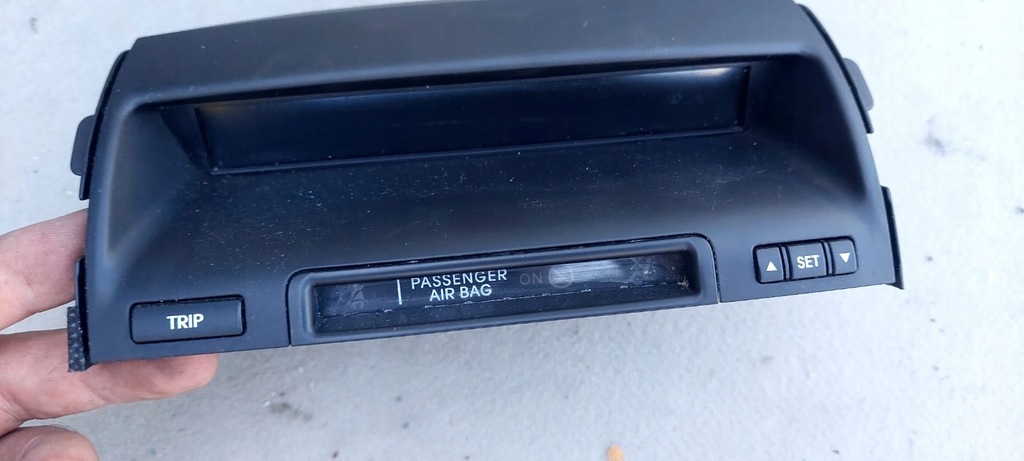 PASSENGER ON
AIR BAG
▲ SET ▼
TRIP